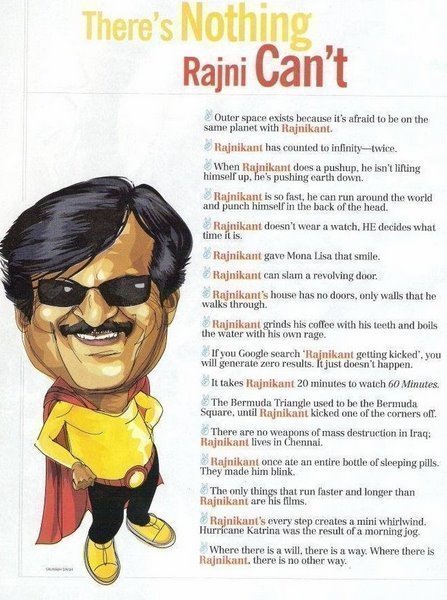 There's Nothing
Rajni Can't
Outer space exists because it's afraid to be on the
same planet with Rajnikant.
Rajnikant has counted to infinity—twice.
When Rajnikant does a pushup, he isn't lifting
himself up, he's pushing earth down.
Rajnikant is so fast, he can run around the world
and punch himself in the back of the head.
Rajnikant doesn't wear a watch, HE decides what
time it is.
Rajnikant gave Mona Lisa that smile.
Rajnikant can slam a revolving door.
Rajnikant's house has no doors, only walls that he
walks through.
Rajnikant grinds his coffee with his teeth and boils
the water with his own rage.
If you Google search 'Rajnikant getting kicked', you
will generate zero results. It just doesn't happen.
It takes Rajnikant 20 minutes to watch 60 Minutes.
The Bermuda Triangle used to be the Bermuda
Square, until Rajnikant kicked one of the corners off.
There are no weapons of mass destruction in Iraq;
Rajnikant lives in Chennai.
Rajnikant once ate an entire bottle of sleeping pills.
They made him blink.
The only things that run faster and longer than
Rajnikant are his films.
Rajnikant's every step creates a mini whirlwind.
Hurricane Katrina was the result of a morning jog.
Where there is a will, there is a way. Where there is
Rajnikant, there is no other way.
SAURABH SINGH